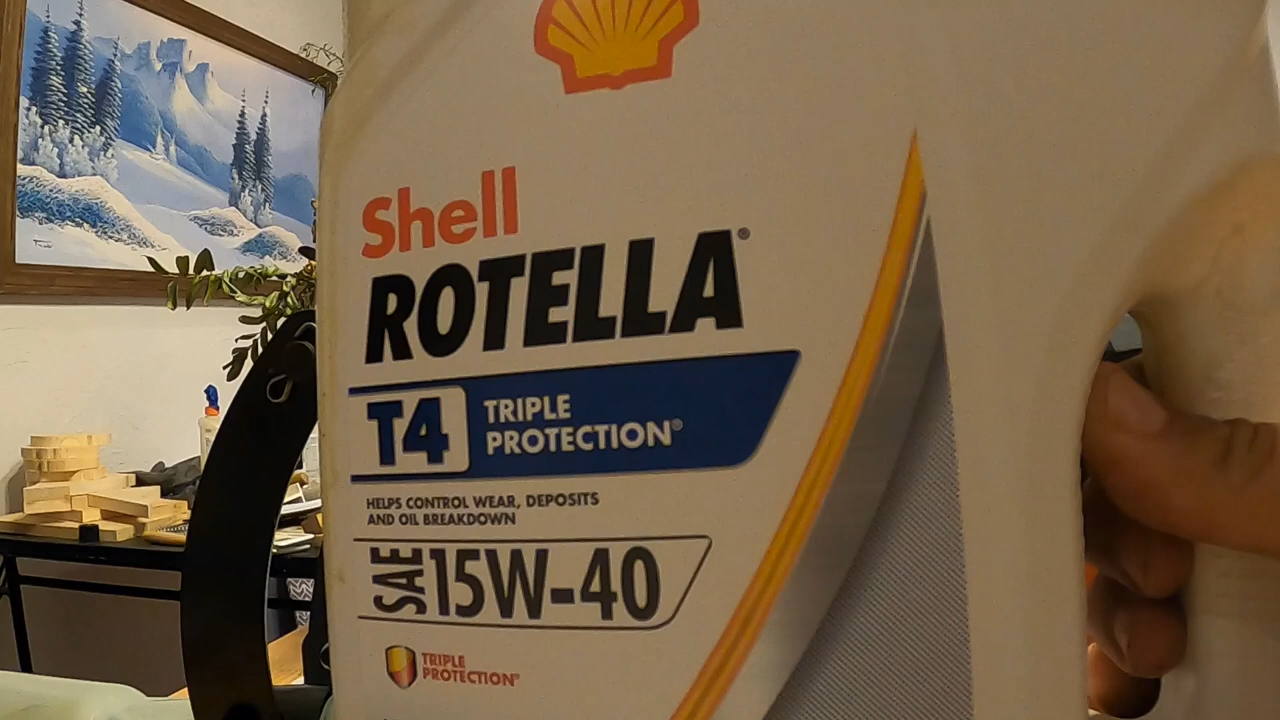 Shell
ROTELLA®
T4 TRIPLE
PROTECTION®
HELPS CONTROL WEAR, DEPOSITS
AND OIL BREAKDOWN
SAE 15W-40
TRIPLE
PROTECTION®